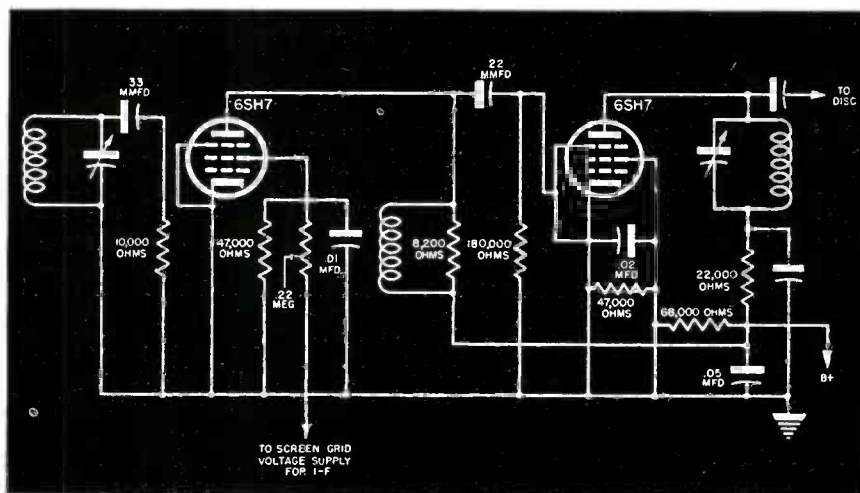 .33
MMFD
6SH7
10,000
OHMS
47,000
OHMS
.22
MEG
.01
MFD
22
MMFD
8,200
OHMS
180,000
OHMS
6SH7
.02
MFD
47,000
OHMS
22,000
OHMS
68,000 OHMS
.05
MFD
TO
DISC.
B+
TO SCREEN GRID
VOLTAGE SUPPLY
FOR I-F